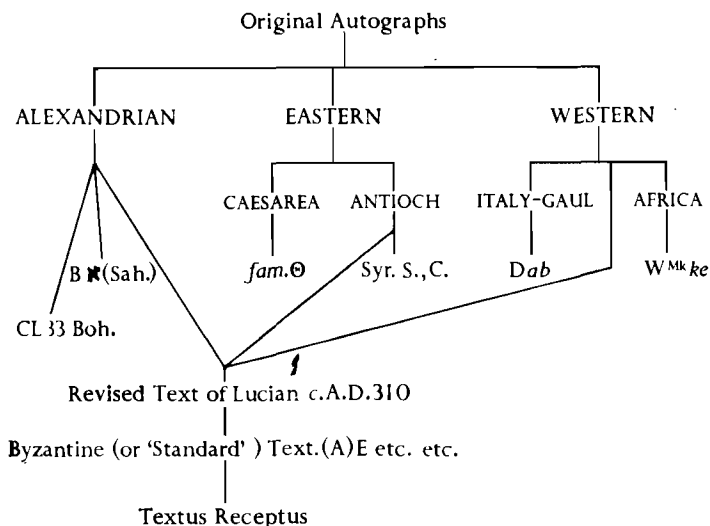 Original Autographs
ALEXANDRIAN EASTERN WESTERN
CAESAREA ANTIOCH ITALY-GAUL AFRICA
B ℵ (Sah.) fam.Θ Syr. S., C. Dab W Mk ke
CL 33 Boh.
Revised Text of Lucian c.A.D.310
Byzantine (or 'Standard' ) Text.(A)E etc. etc.
Textus Receptus